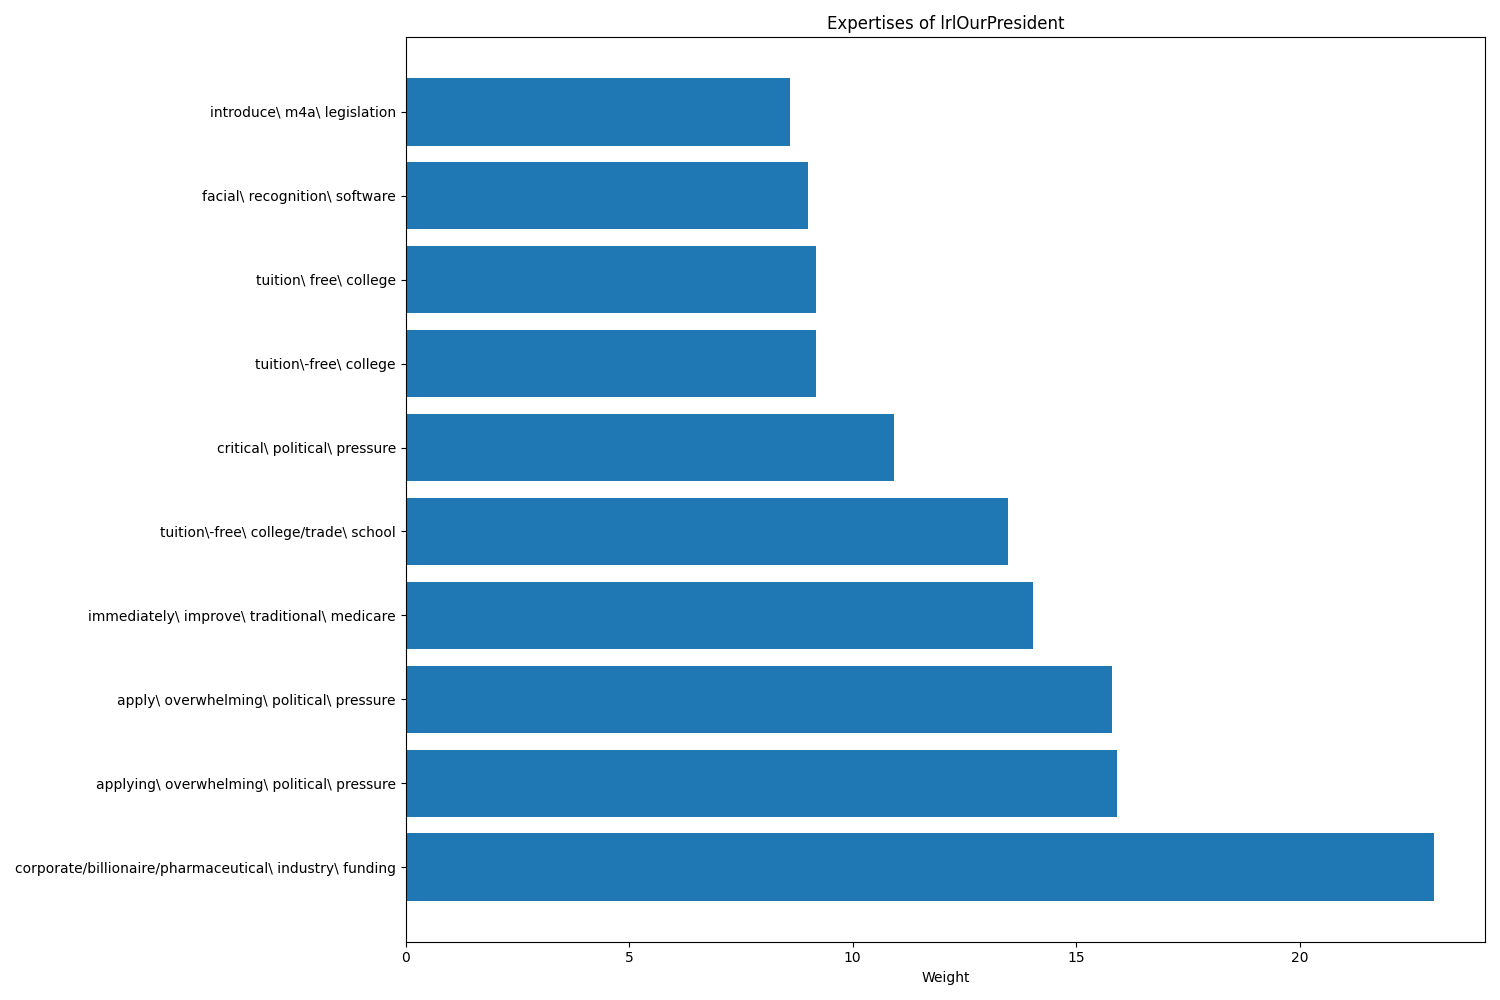 Expertises of lrlOurPresident
introduce\ m4a\ legislation
facial\ recognition\ software
tuition\ free\ college
tuition\-free\ college
critical\ political\ pressure
tuition\-free\ college/trade\ school
immediately\ improve\ traditional\ medicare
apply\ overwhelming\ political\ pressure
applying\ overwhelming\ political\ pressure
corporate/billionaire/pharmaceutical\ industry\ funding
0 5 10 15 20
Weight